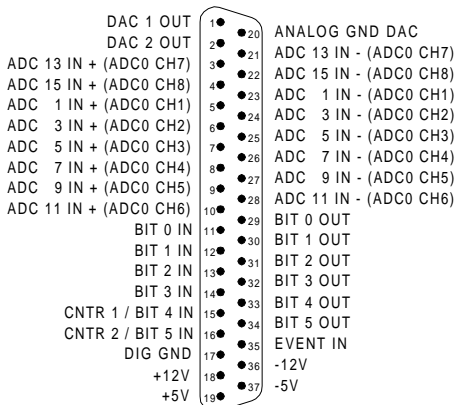 DAC 1 OUT 1
DAC 2 OUT 2
ADC 13 IN + (ADC0 CH7) 3
ADC 15 IN + (ADC0 CH8) 4
ADC 1 IN + (ADC0 CH1) 5
ADC 3 IN + (ADC0 CH2) 6
ADC 5 IN + (ADC0 CH3) 7
ADC 7 IN + (ADC0 CH4) 8
ADC 9 IN + (ADC0 CH5) 9
ADC 11 IN + (ADC0 CH6) 10
BIT 0 IN 11
BIT 1 IN 12
BIT 2 IN 13
BIT 3 IN 14
CNTR 1 / BIT 4 IN 15
CNTR 2 / BIT 5 IN 16
DIG GND 17
+12V 18
+5V 19
20 ANALOG GND DAC
21 ADC 13 IN - (ADC0 CH7)
22 ADC 15 IN - (ADC0 CH8)
23 ADC 1 IN - (ADC0 CH1)
24 ADC 3 IN - (ADC0 CH2)
25 ADC 5 IN - (ADC0 CH3)
26 ADC 7 IN - (ADC0 CH4)
27 ADC 9 IN - (ADC0 CH5)
28 ADC 11 IN - (ADC0 CH6)
29 BIT 0 OUT
30 BIT 1 OUT
31 BIT 2 OUT
32 BIT 3 OUT
33 BIT 4 OUT
34 BIT 5 OUT
35 EVENT IN
36 -12V
37 -5V